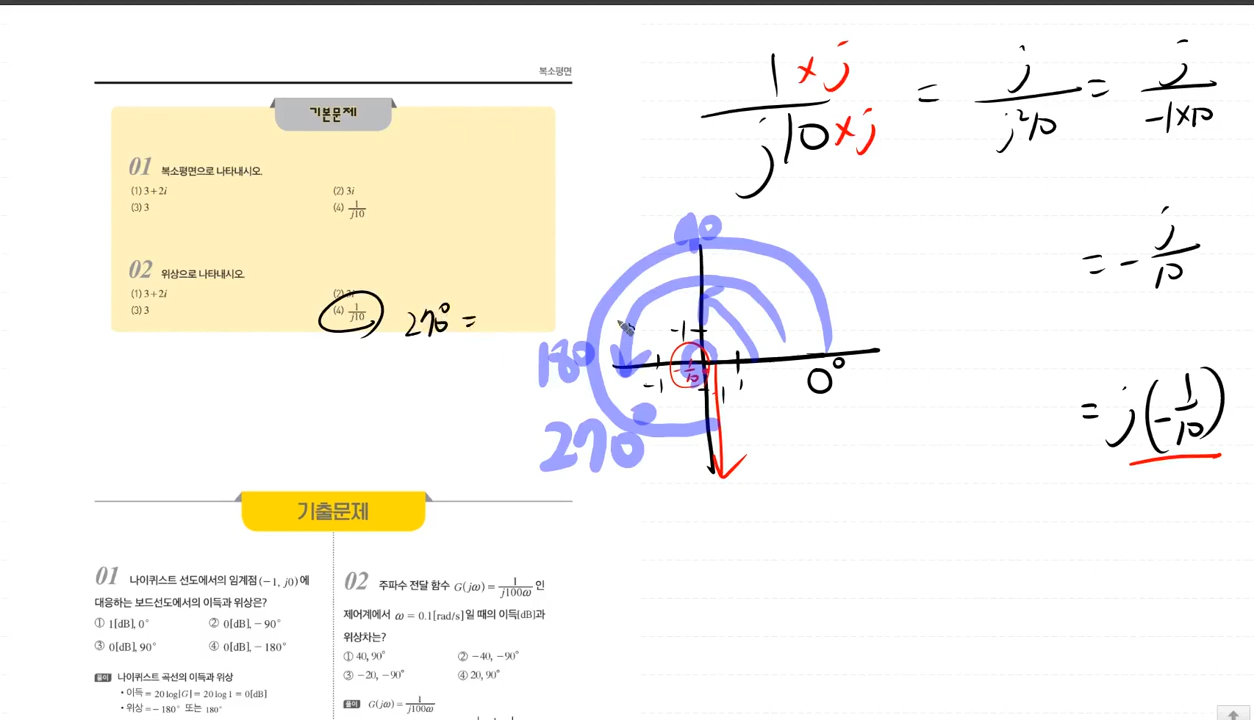 복소평면
기본문제
01 복소평면으로 나타내시오.
(1) 3+2i (2) 3i
(3) 3 (4) 1/j10
02 위상으로 나타내시오.
(1) 3+2i (2) 3i
(3) 3 (4) 1/j10 270° =
1×j / j10×j = j/j²10 = j/-1×10
= -j/10
= j(-1/10)
90
180°
270°
0°
-1
-1
1
-1
-1/10
기출문제
01 나이퀴스트 선도에서의 임계점(-1, j0)에
대응하는 보드선도에서의 이득과 위상은?
① 1[dB], 0° ② 0[dB], -90°
③ 0[dB], 90° ④ 0[dB], -180°
풀이 나이퀴스트 곡선의 이득과 위상
• 이득 = 20log|G| = 20log1 = 0[dB]
• 위상 = -180° 또는 180°
02 주파수 전달 함수 G(jω) = 1/j100ω 인
제어계에서 ω = 0.1[rad/s]일 때의 이득[dB]과
위상차는?
① 40, 90° ② -40, -90°
③ -20, -90° ④ 20, 90°
풀이 G(jω) = 1/j100ω